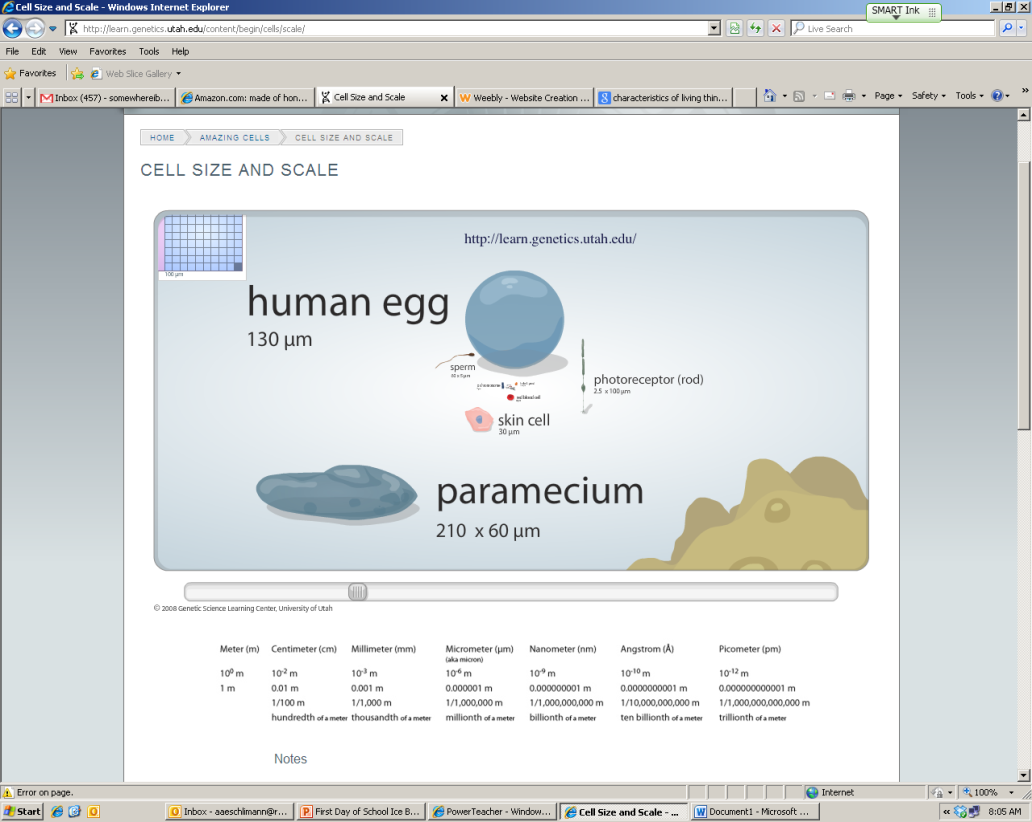 Cell Size and Scale - Windows Internet Explorer
SMART Ink
http://learn.genetics.utah.edu/content/begin/cells/scale/
Live Search
File Edit View Favorites Tools Help
Favorites Web Slice Gallery
Inbox (457) - somewhereib... Amazon.com: made of hon... Cell Size and Scale Weebly - Website Creation ... characteristics of living thin... Page Safety Tools
HOME AMAZING CELLS CELL SIZE AND SCALE
CELL SIZE AND SCALE
http://learn.genetics.utah.edu/
100 µm
human egg
130 µm
sperm
photoreceptor (rod)
2.5 x 100 µm
red blood cell
skin cell
30 µm
paramecium
210 x 60 µm
© 2008 Genetic Science Learning Center, University of Utah
Meter (m) Centimeter (cm) Millimeter (mm) Micrometer (µm) Nanometer (nm) Angstrom (Å) Picometer (pm)
(aka micron)
10⁰ m 10⁻² m 10⁻³ m 10⁻⁶ m 10⁻⁹ m 10⁻¹⁰ m 10⁻¹² m
1 m 0.01 m 0.001 m 0.000001 m 0.000000001 m 0.0000000001 m 0.000000000001 m
1/100 m 1/1,000 m 1/1,000,000 m 1/1,000,000,000 m 1/10,000,000,000 m 1/1,000,000,000,000 m
hundredth of a meter thousandth of a meter millionth of a meter billionth of a meter ten billionth of a meter trillionth of a meter
Notes
Error on page. Internet 100%
Start Inbox - aaeschlimann@r... First Day of School Ice B... PowerTeacher - Window... Cell Size and Scale - ... Document1 - Microsoft ... 8:05 AM